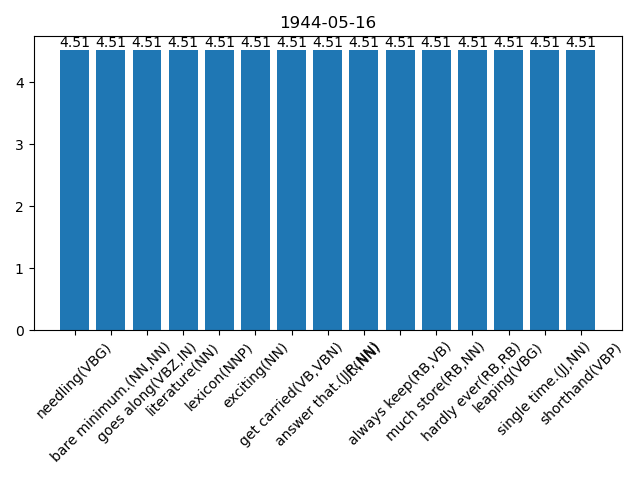 1944-05-16
4.51 4.51 4.51 4.51 4.51 4.51 4.51 4.51 4.51 4.51 4.51 4.51 4.51 4.51 4.51
4
3
2
1
0
needling(VBG)
bare minimum.(NN,NN)
goes along(VBZ,IN)
literature(NN)
lexicon(NNP)
exciting(NN)
get carried(VB,VBN)
answer that.
always keep(RB,VB)
much store(RB,NN)
hardly ever(RB,RB)
leaping(VBG)
single time.(JJ,NN)
shorthand(VBP)